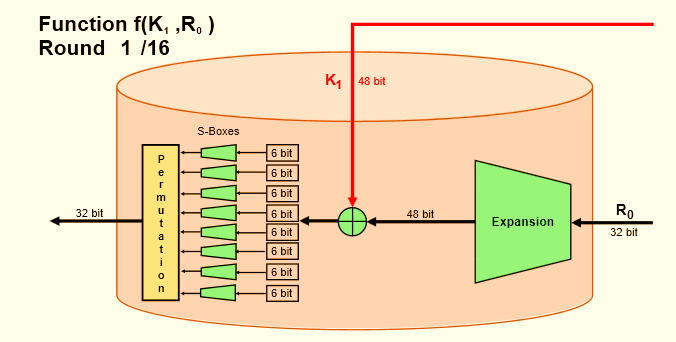 Function f(K₁ ,R₀ )
Round 1 /16
K₁ 48 bit
S-Boxes
Permutation
6 bit
6 bit
6 bit
6 bit
6 bit
6 bit
6 bit
6 bit
32 bit
48 bit
Expansion
R₀
32 bit